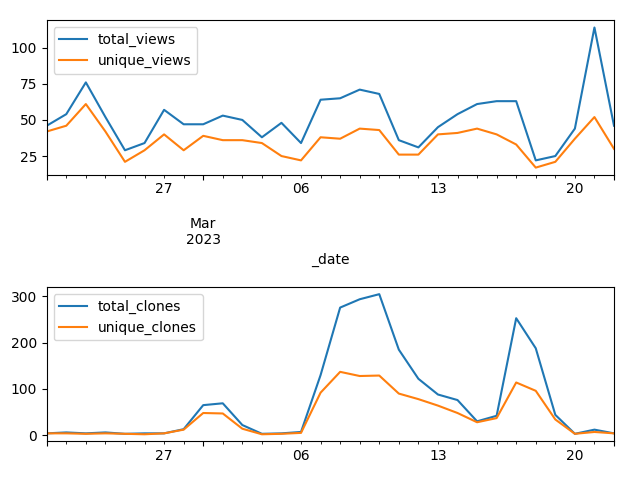 total_views
unique_views
100
75
50
25
27
06
13
20
Mar
2023
_date
total_clones
unique_clones
300
200
100
0
27
06
13
20